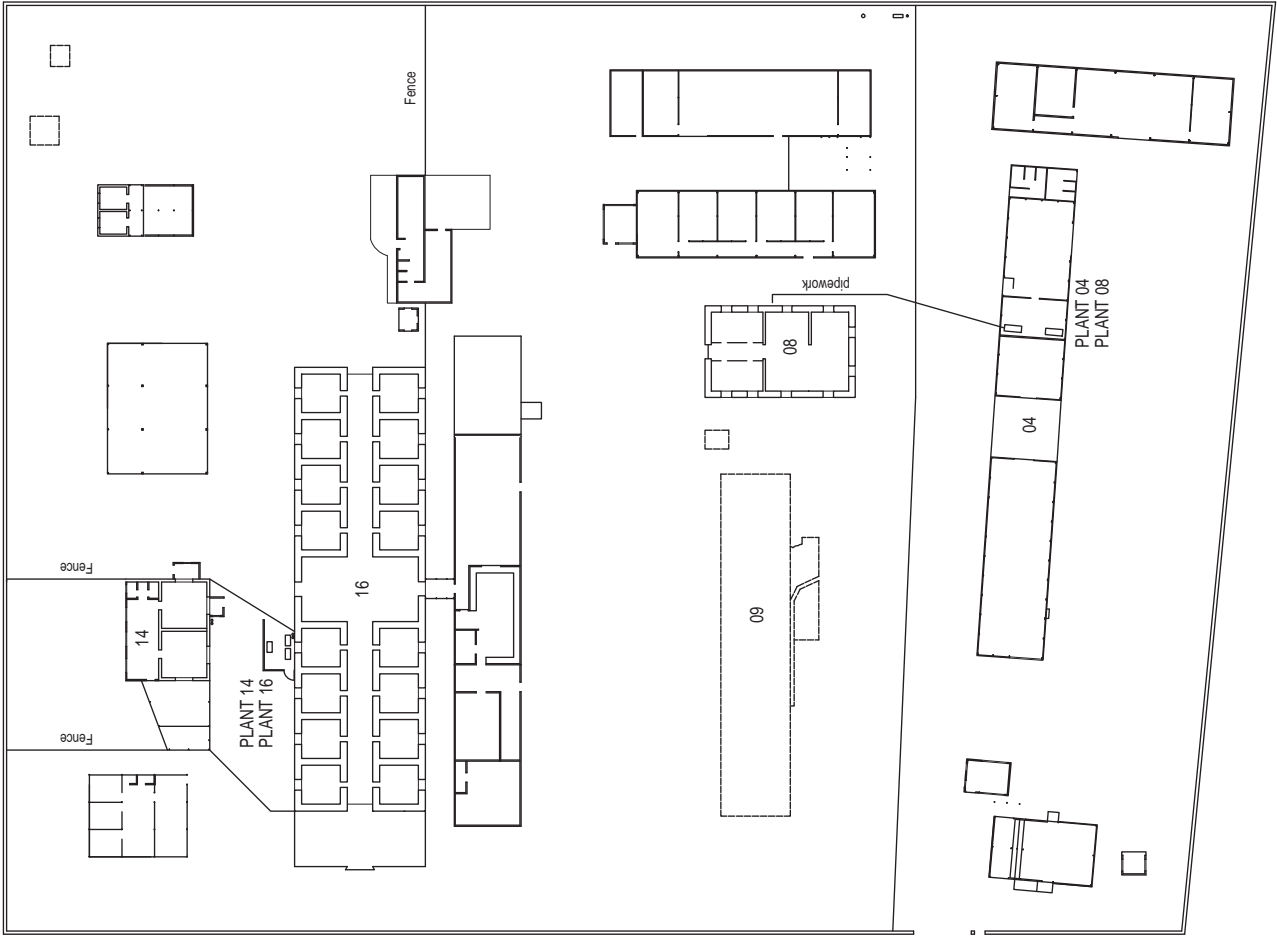 Fence
pipework
08
PLANT 04
PLANT 08
04
Fence
14
16
09
PLANT 14
PLANT 16
Fence